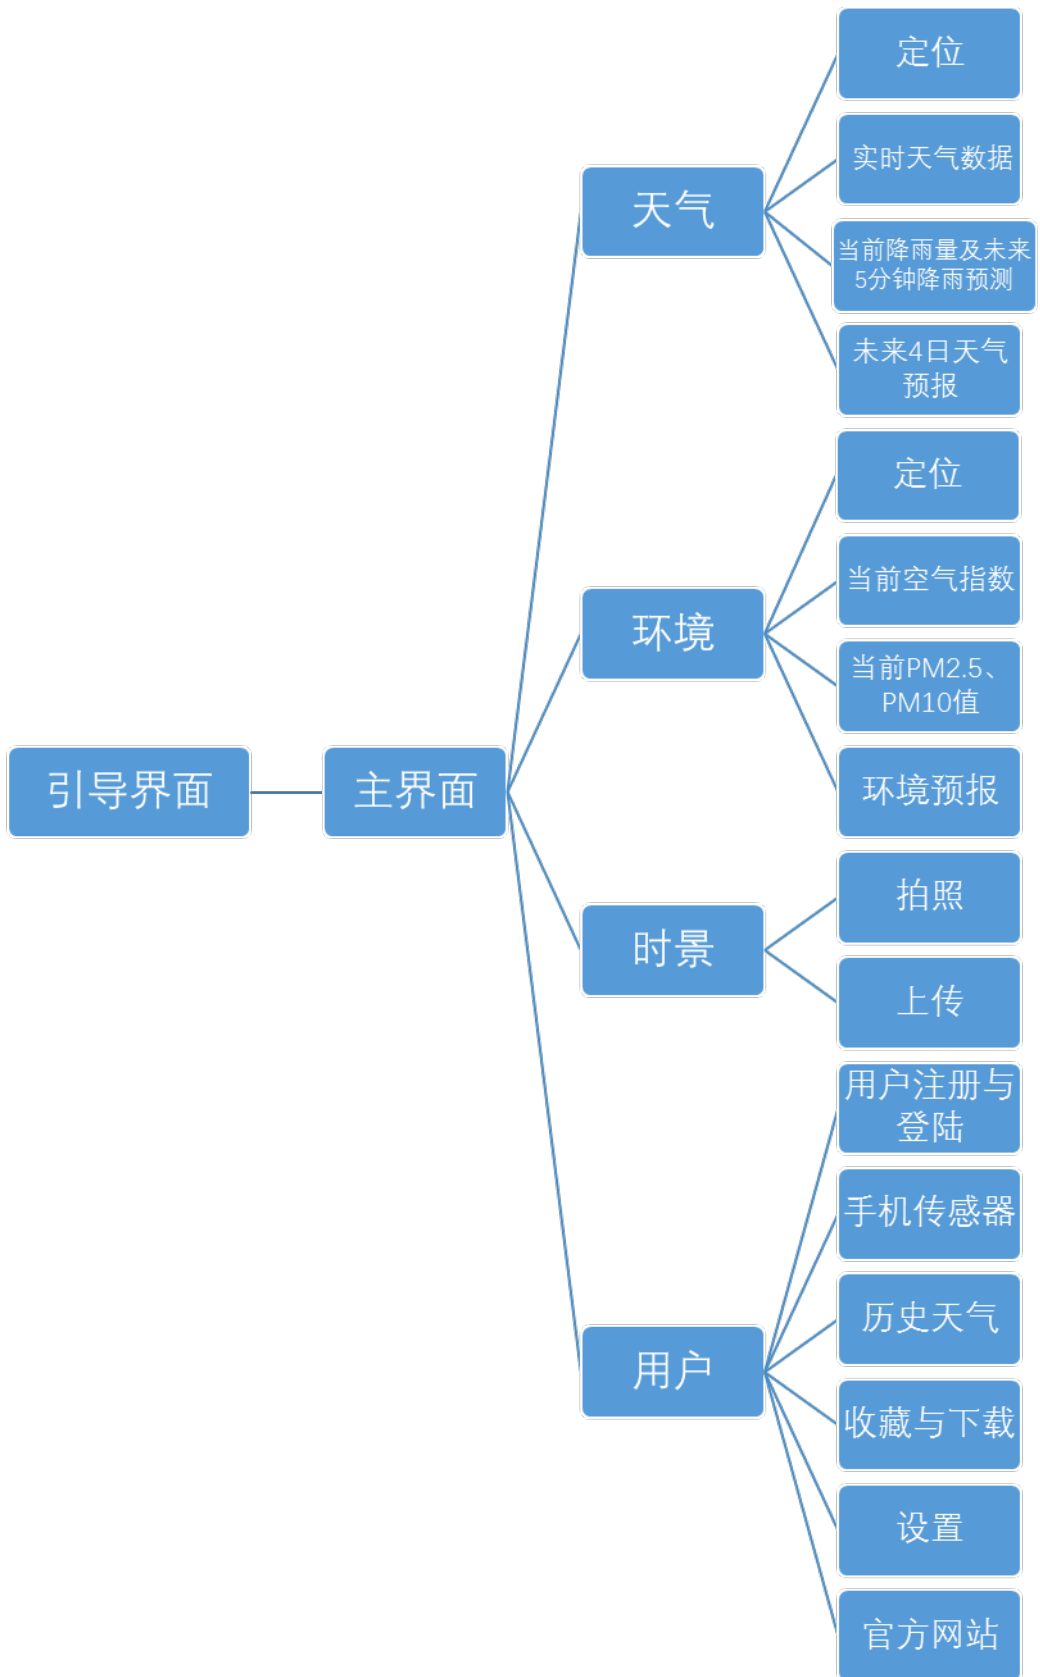 定位
实时天气数据
天气
当前降雨量及未来
5分钟降雨预测
未来4日天气
预报
定位
当前空气指数
环境
当前PM2.5、
PM10值
引导界面
主界面
环境预报
拍照
时景
上传
用户注册与
登陆
手机传感器
历史天气
用户
收藏与下载
设置
官方网站